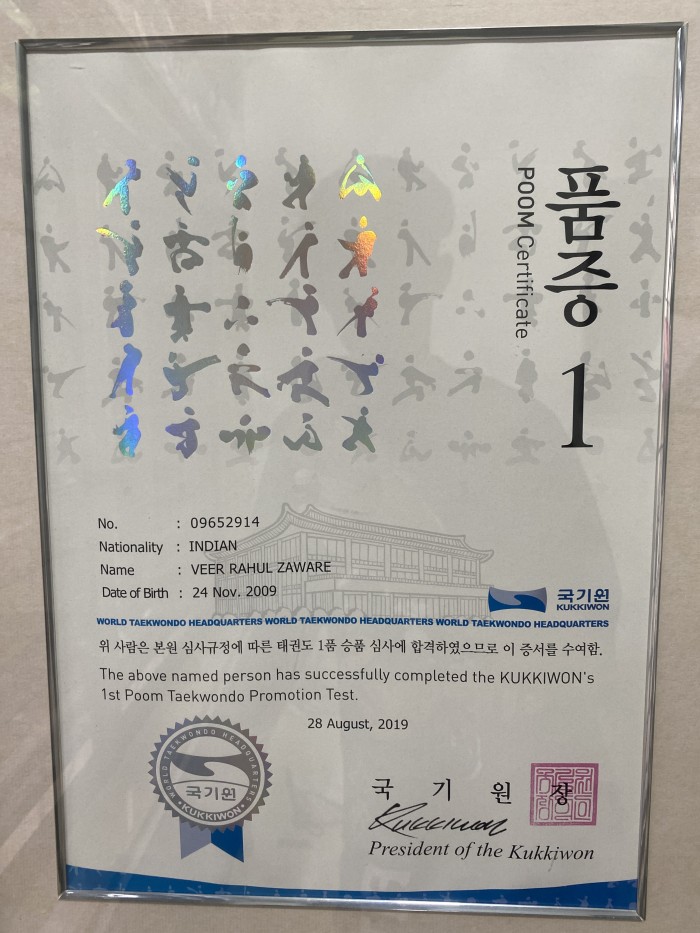 품증 1
POOM Certificate
No. : 09652914
Nationality : INDIAN
Name : VEER RAHUL ZAWARE
Date of Birth : 24 Nov. 2009
국기원
KUKKIWON
WORLD TAEKWONDO HEADQUARTERS WORLD TAEKWONDO HEADQUARTERS WORLD TAEKWONDO HEADQUARTERS
위 사람은 본원 심사규정에 따른 태권도 1품 승품 심사에 합격하였으므로 이 증서를 수여함.
The above named person has successfully completed the KUKKIWON's
1st Poom Taekwondo Promotion Test.
28 August, 2019
WORLD TAEKWONDO HEADQUARTERS
국기원
KUKKIWON
국 기 원 장
Kukkiwon
President of the Kukkiwon